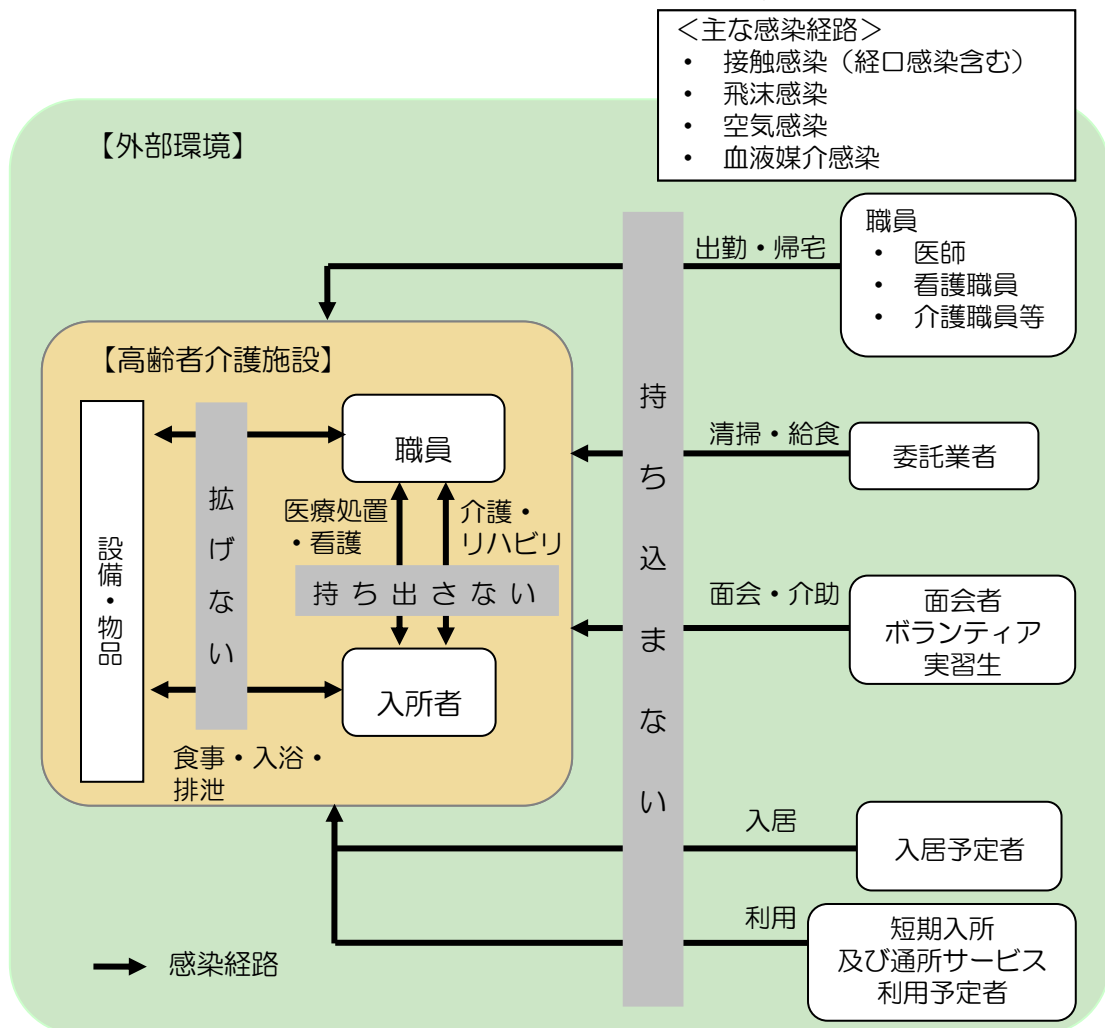 <主な感染経路>
・ 接触感染(経口感染含む)
・ 飛沫感染
・ 空気感染
・ 血液媒介感染
【外部環境】
職員
・ 医師
・ 看護職員
・ 介護職員等
出勤・帰宅
【高齢者介護施設】
持ち込まない
職員
清掃・給食
委託業者
拡げない
医療処置
・看護
介護・
リハビリ
設備・物品
持ち出さない
面会・介助
面会者
ボランティア
実習生
入所者
食事・入浴・
排泄
入居
入居予定者
利用
短期入所
及び通所サービス
利用予定者
感染経路